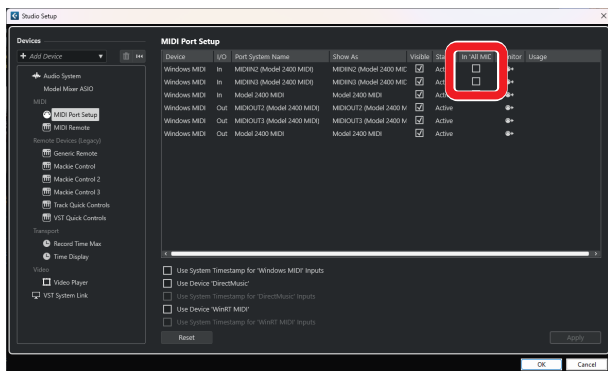 Studio Setup
Devices
+ Add Device
Audio System
Model Mixer ASIO
MIDI
MIDI Port Setup
MIDI Remote
Remote Devices (Legacy)
Generic Remote
Mackie Control
Mackie Control 2
Mackie Control 3
Track Quick Controls
VST Quick Controls
Transport
Record Time Max
Time Display
Video
Video Player
VST System Link
MIDI Port Setup
Device I/O Port System Name Show As Visible Sta In 'All MIC nitor Usage
Windows MIDI In MIDIIN2 (Model 2400 MIDI) MIDIIN2 (Model 2400 MIC Acti
Windows MIDI In MIDIIN3 (Model 2400 MIDI) MIDIIN3 (Model 2400 MIC Acti
Windows MIDI In Model 2400 MIDI Model 2400 MIDI Acti
Windows MIDI Out MIDIOUT2 (Model 2400 MIDI) MIDIOUT2 (Model 2400 M Active
Windows MIDI Out MIDIOUT3 (Model 2400 MIDI) MIDIOUT3 (Model 2400 M Active
Windows MIDI Out Model 2400 MIDI Model 2400 MIDI Active
Use System Timestamp for 'Windows MIDI' Inputs
Use Device 'DirectMusic'
Use System Timestamp for 'DirectMusic' Inputs
Use Device 'WinRT MIDI'
Use System Timestamp for 'WinRT MIDI' Inputs
Reset
Apply
OK
Cancel